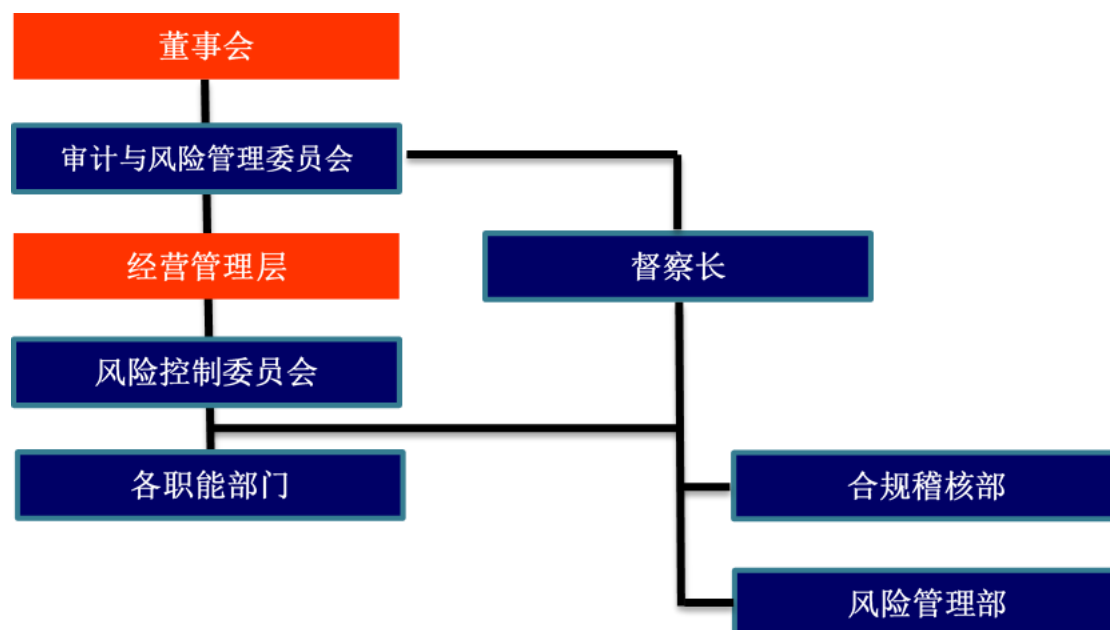 董事会
审计与风险管理委员会
经营管理层
督察长
风险控制委员会
各职能部门
合规稽核部
风险管理部